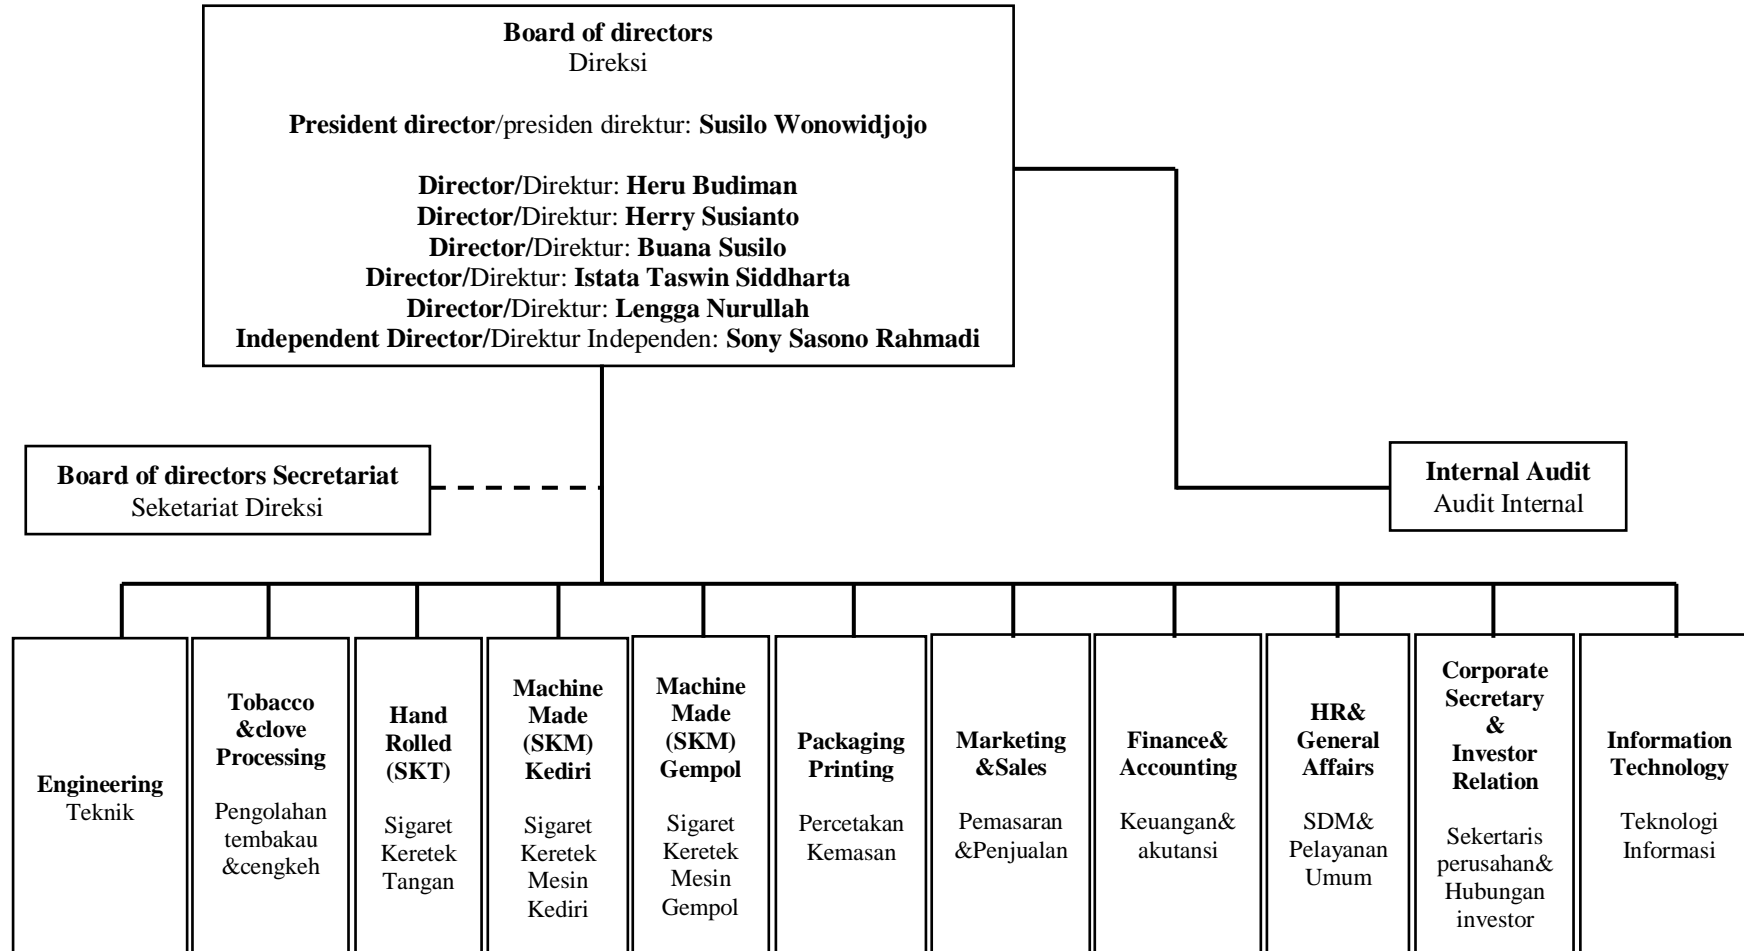 Board of directors
Direksi
President director/presiden direktur: Susilo Wonowidjojo
Director/Direktur: Heru Budiman
Director/Direktur: Herry Susianto
Director/Direktur: Buana Susilo
Director/Direktur: Istata Taswin Siddharta
Director/Direktur: Lengga Nurullah
Independent Director/Direktur Independen: Sony Sasono Rahmadi
Board of directors Secretariat
Seketariat Direksi
Internal Audit
Audit Internal
Engineering
Teknik
Tobacco
&clove
Processing
Pengolahan
tembakau
&cengkeh
Hand
Rolled
(SKT)
Sigaret
Keretek
Tangan
Machine
Made
(SKM)
Kediri
Sigaret
Keretek
Mesin
Kediri
Machine
Made
(SKM)
Gempol
Sigaret
Keretek
Mesin
Gempol
Packaging
Printing
Percetakan
Kemasan
Marketing
&Sales
Pemasaran
&Penjualan
Finance&
Accounting
Keuangan&
akutansi
HR&
General
Affairs
SDM&
Pelayanan
Umum
Corporate
Secretary
&
Investor
Relation
Sekertaris
perusahan&
Hubungan
investor
Information
Technology
Teknologi
Informasi